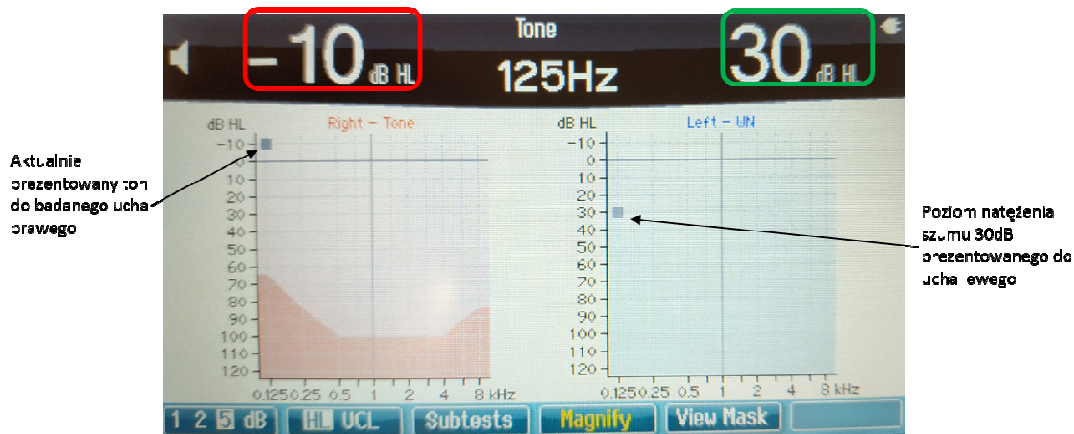 -10 dB HL
Tone
125Hz
30 dB HL
dB HL
Right - Tone
-10
0
10
20
30
40
50
60
70
80
90
100
110
120
0.125 0.25 0.5 1 2 4 8 kHz
dB HL
Left - WN
-10
0
10
20
30
40
50
60
70
80
90
100
110
120
0.125 0.25 0.5 1 2 4 8 kHz
Aktualnie
prezentowany ton
do badanego ucha
prawego
Poziom natężenia
szumu 30dB
prezentowanego do
ucha lewego
1 2 5 dB
HL UCL
Subtests
Magnify
View Mask